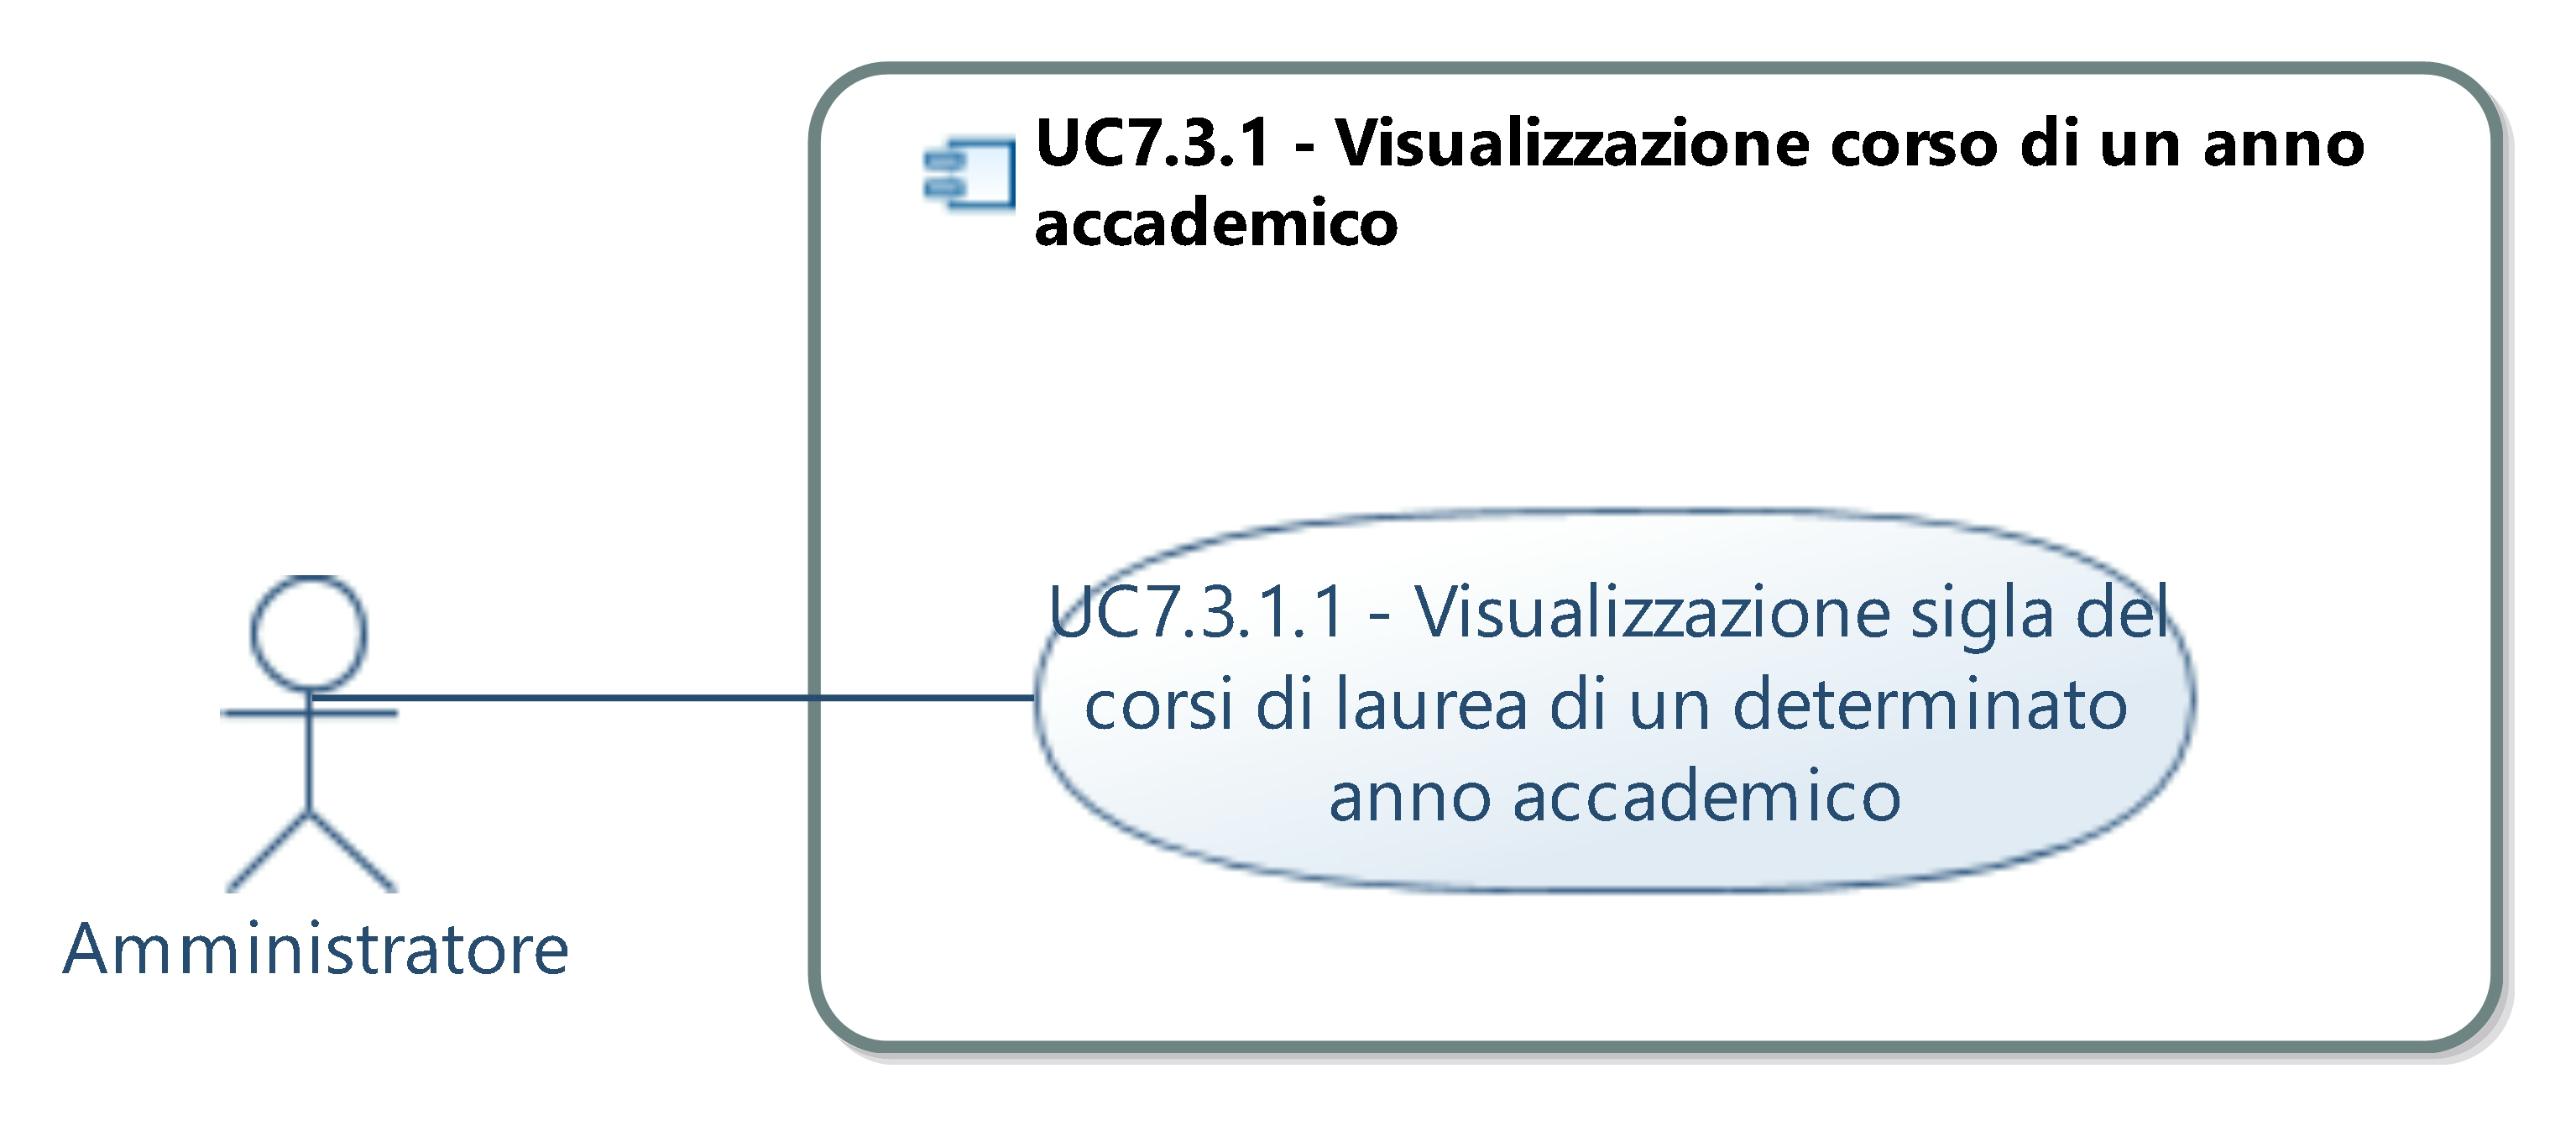 UC7.3.1 - Visualizzazione corso di un anno
accademico
UC7.3.1.1 - Visualizzazione sigla del
corsi di laurea di un determinato
anno accademico
Amministratore